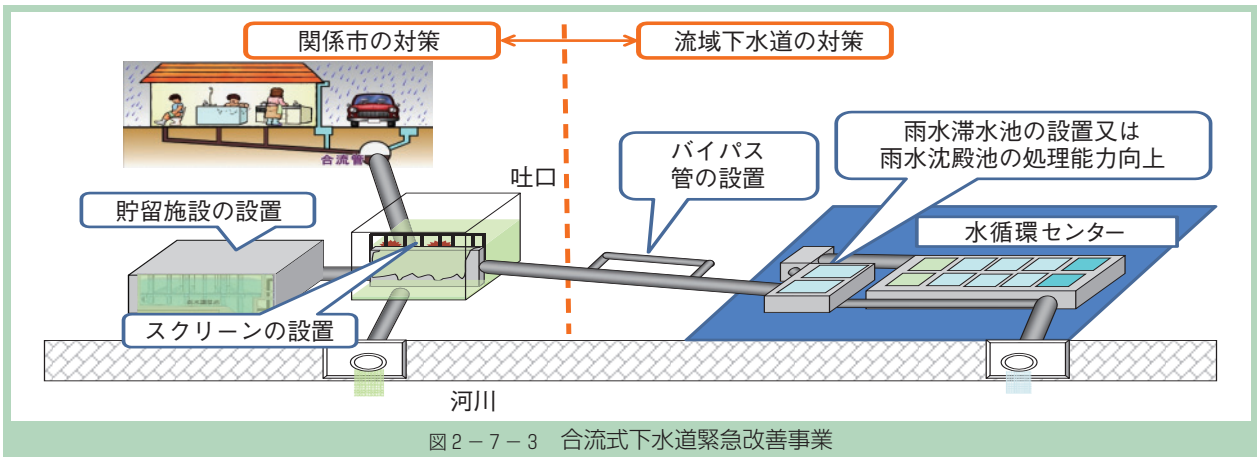 関係市の対策
流域下水道の対策
合流管
吐口
バイパス
管の設置
雨水滞水池の設置又は
雨水沈殿池の処理能力向上
貯留施設の設置
水循環センター
スクリーンの設置
河川
図2－7－3 合流式下水道緊急改善事業